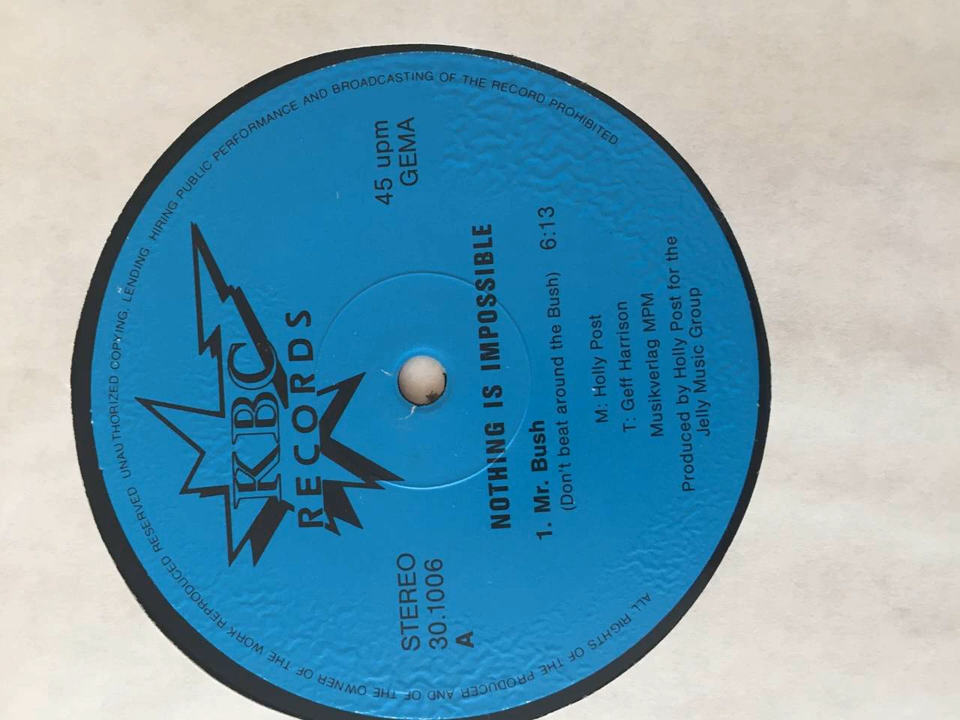 ALL RIGHTS OF THE PRODUCER AND OF THE OWNER OF THE WORK REPRODUCED RESERVED UNAUTHORIZED COPYING, LENDING, HIRING PUBLIC PERFORMANCE AND BROADCASTING OF THE RECORD PROHIBITED
KBC
RECORDS
STEREO
30.1006
A
45 upm
GEMA
NOTHING IS IMPOSSIBLE
1. Mr. Bush
(Don't beat around the Bush) 6:13
M: Holly Post
T: Geff Harrison
Musikverlag MPM
Produced by Holly Post for the
Jelly Music Group